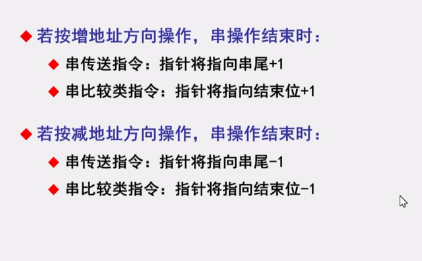 若按增地址方向操作，串操作结束时：
串传送指令：指针将指向串尾+1
串比较类指令：指针将指向结束位+1
若按减地址方向操作，串操作结束时：
串传送指令：指针将指向串尾-1
串比较类指令：指针将指向结束位-1